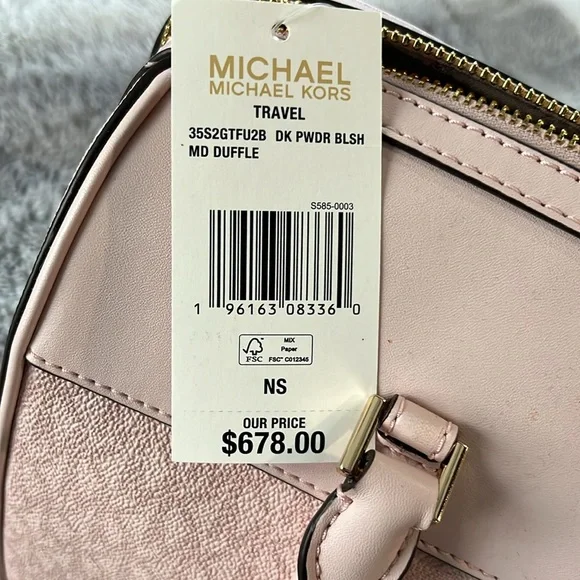 MICHAEL
MICHAEL KORS
TRAVEL
35S2GTFU2B DK PWDR BLSH
MD DUFFLE
S585-0003
1 96163 08336 0
FSC
MIX
Paper
FSC™ C012345
NS
OUR PRICE
$678.00